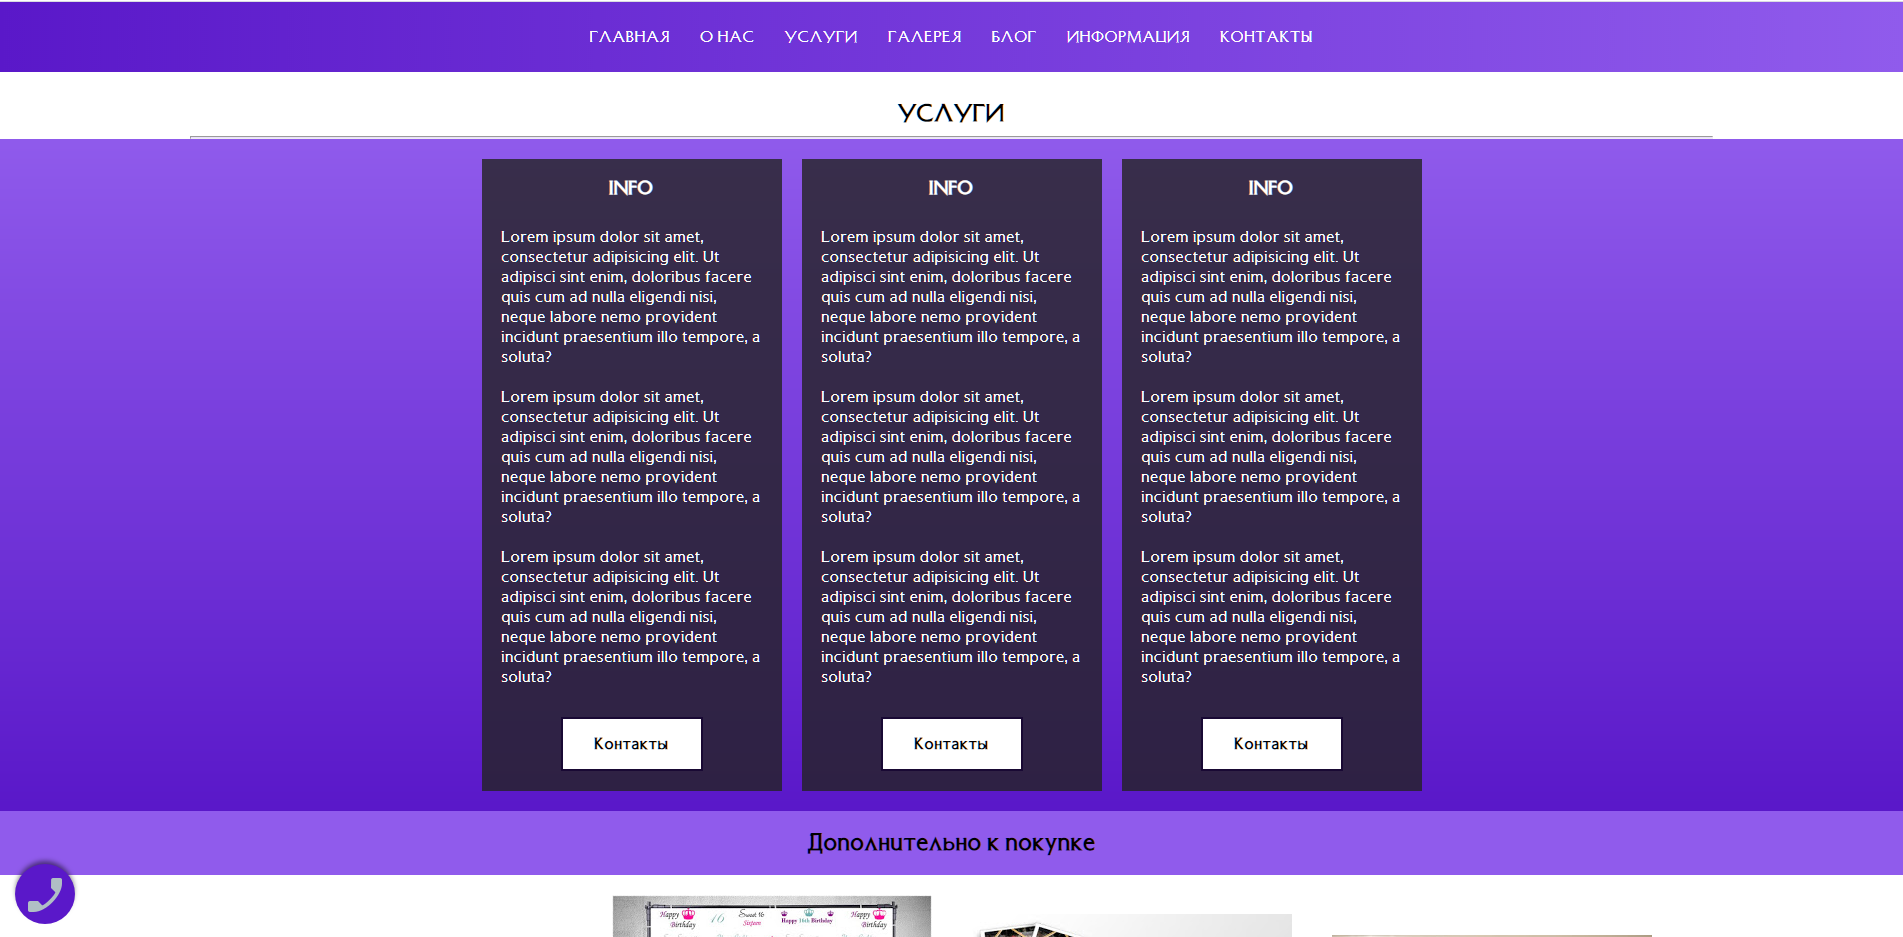 ГЛАВНАЯ О НАС УСЛУГИ ГАЛЕРЕЯ БЛОГ ИНФОРМАЦИЯ КОНТАКТЫ
УСЛУГИ
INFO
Lorem ipsum dolor sit amet,
consectetur adipisicing elit. Ut
adipisci sint enim, doloribus facere
quis cum ad nulla eligendi nisi,
neque labore nemo provident
incidunt praesentium illo tempore, a
soluta?
Lorem ipsum dolor sit amet,
consectetur adipisicing elit. Ut
adipisci sint enim, doloribus facere
quis cum ad nulla eligendi nisi,
neque labore nemo provident
incidunt praesentium illo tempore, a
soluta?
Lorem ipsum dolor sit amet,
consectetur adipisicing elit. Ut
adipisci sint enim, doloribus facere
quis cum ad nulla eligendi nisi,
neque labore nemo provident
incidunt praesentium illo tempore, a
soluta?
Контакты
INFO
Lorem ipsum dolor sit amet,
consectetur adipisicing elit. Ut
adipisci sint enim, doloribus facere
quis cum ad nulla eligendi nisi,
neque labore nemo provident
incidunt praesentium illo tempore, a
soluta?
Lorem ipsum dolor sit amet,
consectetur adipisicing elit. Ut
adipisci sint enim, doloribus facere
quis cum ad nulla eligendi nisi,
neque labore nemo provident
incidunt praesentium illo tempore, a
soluta?
Lorem ipsum dolor sit amet,
consectetur adipisicing elit. Ut
adipisci sint enim, doloribus facere
quis cum ad nulla eligendi nisi,
neque labore nemo provident
incidunt praesentium illo tempore, a
soluta?
Контакты
INFO
Lorem ipsum dolor sit amet,
consectetur adipisicing elit. Ut
adipisci sint enim, doloribus facere
quis cum ad nulla eligendi nisi,
neque labore nemo provident
incidunt praesentium illo tempore, a
soluta?
Lorem ipsum dolor sit amet,
consectetur adipisicing elit. Ut
adipisci sint enim, doloribus facere
quis cum ad nulla eligendi nisi,
neque labore nemo provident
incidunt praesentium illo tempore, a
soluta?
Lorem ipsum dolor sit amet,
consectetur adipisicing elit. Ut
adipisci sint enim, doloribus facere
quis cum ad nulla eligendi nisi,
neque labore nemo provident
incidunt praesentium illo tempore, a
soluta?
Контакты
Дополнительно к покупке
Happy
Birthday
16
Sweet 16
Sixteen
Happy 16th Birthday
Happy
Birthday